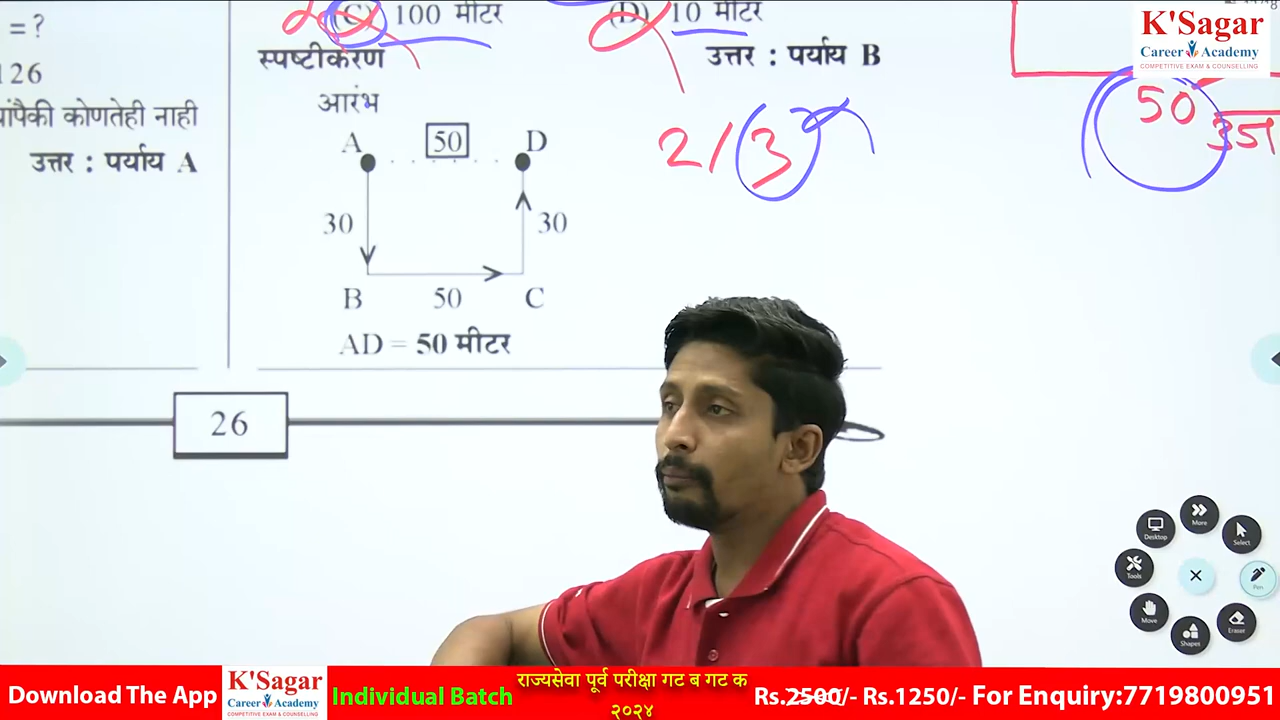 = ?
126
यांपैकी कोणतेही नाही
उत्तर : पर्याय A
(C) 100 मीटर
(D) 10 मीटर
स्पष्टीकरण
उत्तर : पर्याय B
आरंभ
A 50 D
30 30
B 50 C
AD = 50 मीटर
26
2/3
50
K'Sagar
Career Academy
COMPETITIVE EXAM & COUNSELLING
More
Desktop
Select
Tools
Pen
Move
Eraser
Shapes
Download The App
K'Sagar
Career Academy
COMPETITIVE EXAM & COUNSELLING
Individual Batch
राज्यसेवा पूर्व परीक्षा गट ब गट क
२०२४
Rs.2500/- Rs.1250/- For Enquiry:7719800951